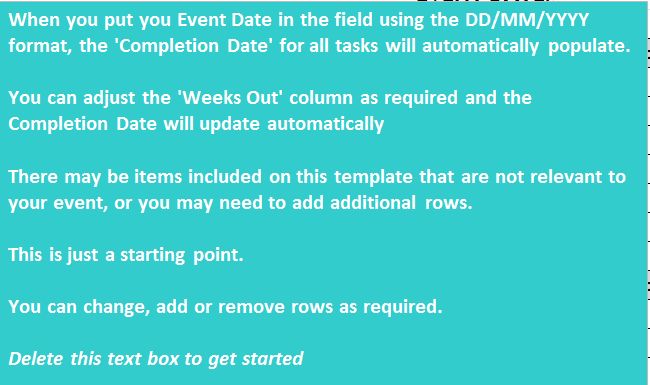 When you put you Event Date in the field using the DD/MM/YYYY
format, the 'Completion Date' for all tasks will automatically populate.
You can adjust the 'Weeks Out' column as required and the
Completion Date will update automatically
There may be items included on this template that are not relevant to
your event, or you may need to add additional rows.
This is just a starting point.
You can change, add or remove rows as required.
Delete this text box to get started